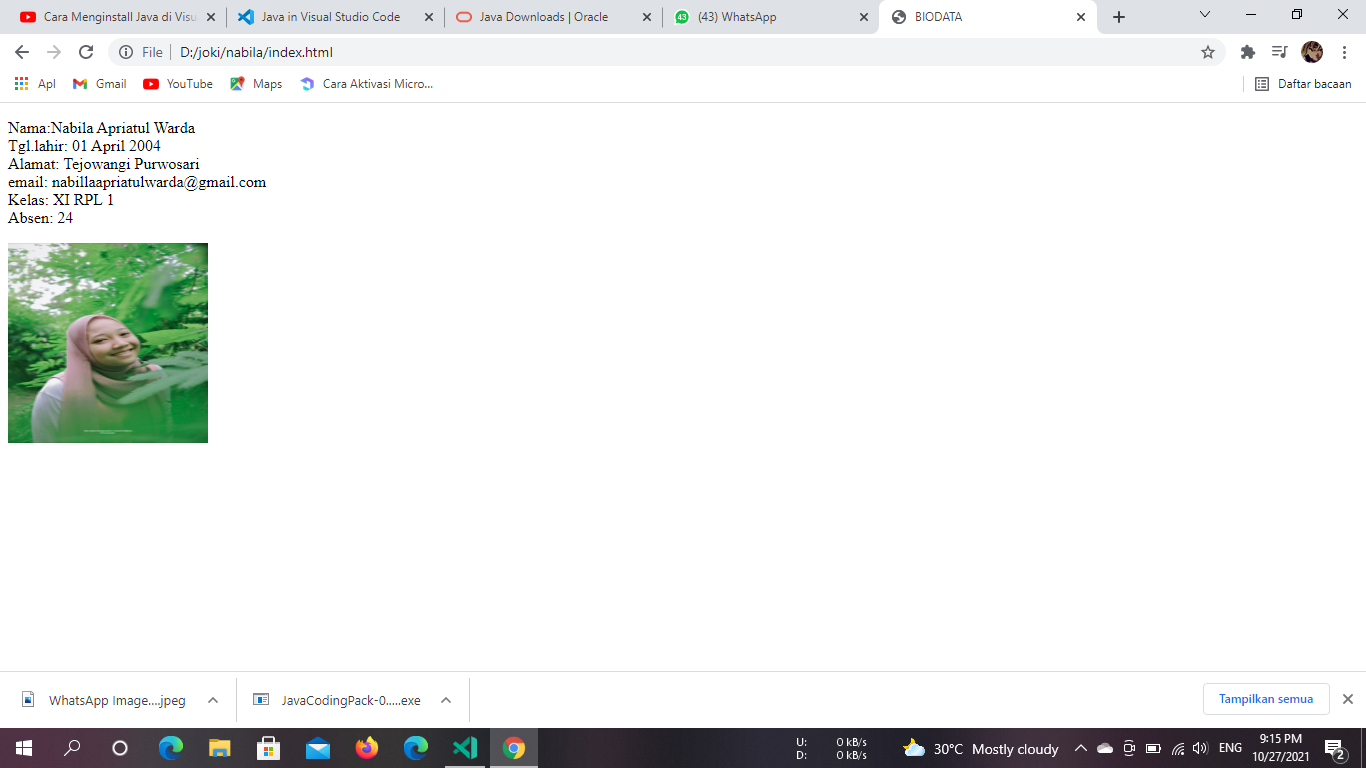 Cara Menginstall Java di Visu
Java in Visual Studio Code
Java Downloads | Oracle
43
(43) WhatsApp
BIODATA
File
D:/joki/nabila/index.html
Apl
Gmail
YouTube
Maps
Cara Aktivasi Micro...
Daftar bacaan
Nama:Nabila Apriatul Warda
Tgl.lahir: 01 April 2004
Alamat: Tejowangi Purwosari
email: nabillaapriatulwarda@gmail.com
Kelas: XI RPL 1
Absen: 24
WhatsApp Image....jpeg
JavaCodingPack-0.....exe
Tampilkan semua
U: 0 kB/s
D: 0 kB/s
30°C Mostly cloudy
ENG
9:15 PM
10/27/2021
2